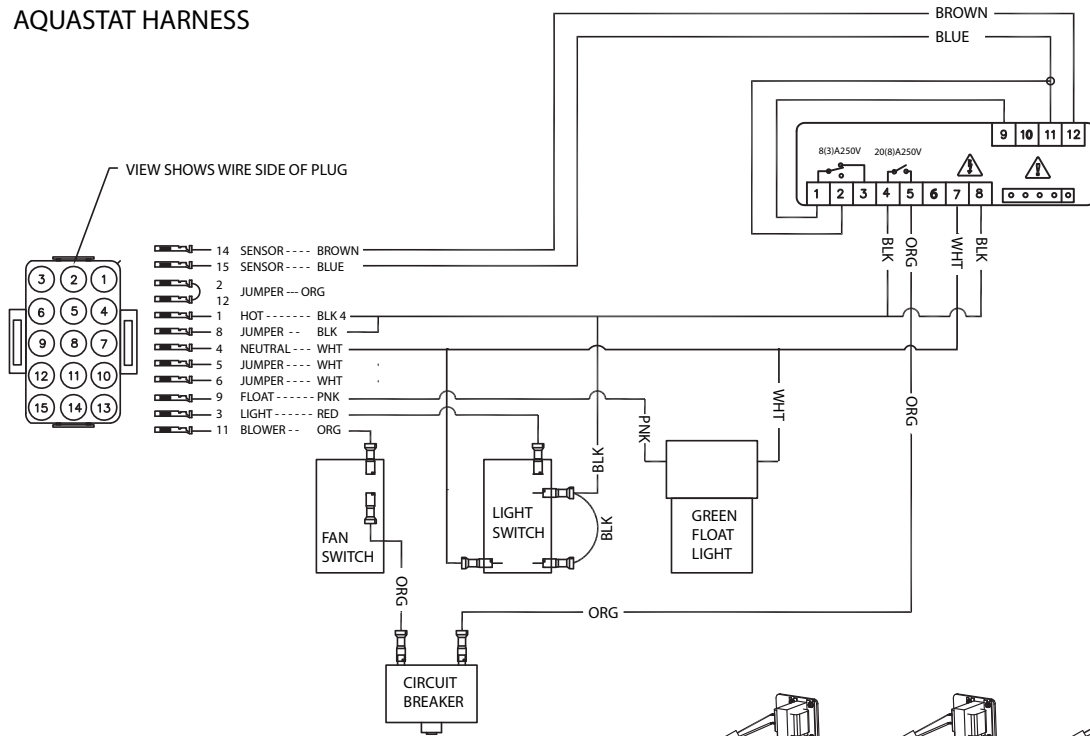 AQUASTAT HARNESS
BROWN
BLUE
VIEW SHOWS WIRE SIDE OF PLUG
9 10 11 12
8(3)A250V 20(8)A250V
1 2 3 4 5 6 7 8
BLK ORG WHT BLK
3 2 1
6 5 4
9 8 7
12 11 10
15 14 13
14 SENSOR ---- BROWN
15 SENSOR ---- BLUE
2
12 JUMPER --- ORG
1 HOT ------- BLK 4
8 JUMPER -- BLK
4 NEUTRAL --- WHT
5 JUMPER ---- WHT
6 JUMPER ---- WHT
9 FLOAT ------ PNK
3 LIGHT ------ RED
11 BLOWER -- ORG
PNK
WHT
ORG
BLK
BLK
FAN
SWITCH
LIGHT
SWITCH
GREEN
FLOAT
LIGHT
ORG
ORG
CIRCUIT
BREAKER